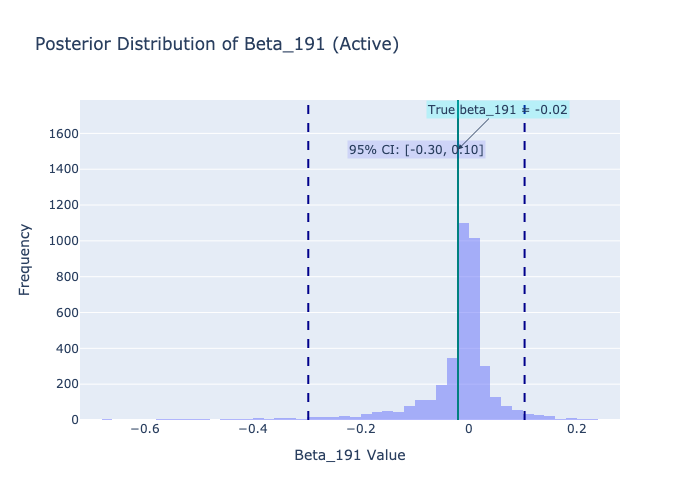 Posterior Distribution of Beta_191 (Active)
True beta_191 = -0.02
95% CI: [-0.30, 0.10]
1600
1400
1200
1000
800
600
400
200
0
Frequency
−0.6
−0.4
−0.2
0
0.2
Beta_191 Value